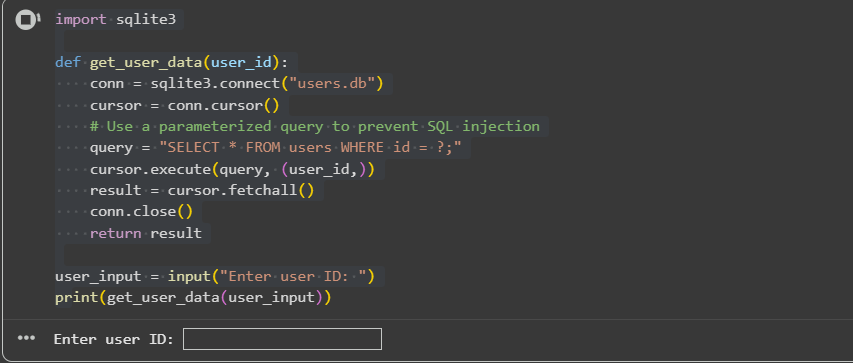 import sqlite3
def get_user_data(user_id):
    conn = sqlite3.connect("users.db")
    cursor = conn.cursor()
    # Use a parameterized query to prevent SQL injection
    query = "SELECT * FROM users WHERE id = ?;"
    cursor.execute(query, (user_id,))
    result = cursor.fetchall()
    conn.close()
    return result
user_input = input("Enter user ID: ")
print(get_user_data(user_input))
Enter user ID: